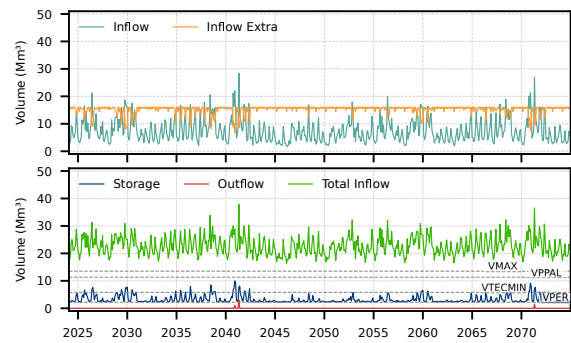 50
40
30
20
10
0
Volume (Mm³)
Inflow
Inflow Extra
50
40
30
20
10
0
Volume (Mm³)
Storage
Outflow
Total Inflow
VMAX
VPPAL
VTECMIN
VPER
2025
2030
2035
2040
2045
2050
2055
2060
2065
2070